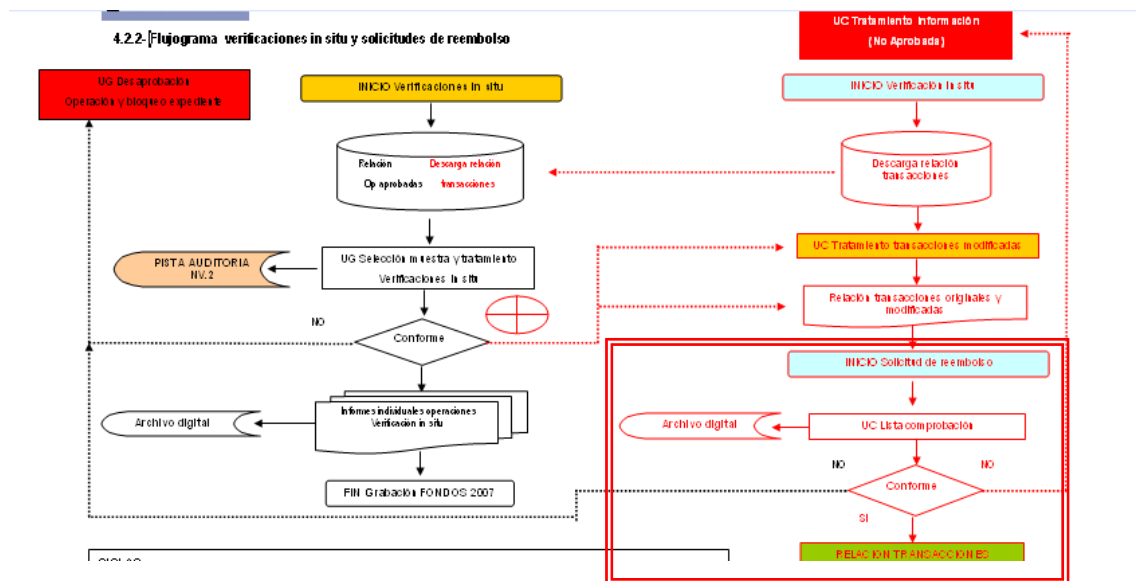 4.2.2- Flujograma verificaciones in situ y solicitudes de reembolso
UC Tratamiento Información
(No Aprobada)
UG Desaprobación
Operación y bloqueo expediente
INICIO Verificaciones in situ
INICIO Verificación in situ
Relación Descarga relación
Op aprobadas transacciones
Descarga relación
transacciones
UG Selección muestra y tratamiento
Verificaciones in situ
PISTA AUDITORIA
NV.2
UC Tratamiento transacciones modificadas
Relación transacciones originales y
modificadas
NO
Conforme
INICIO Solicitud de reembolso
Informes individuales operaciones
Verificación in situ
Archivo digital
Archivo digital
UC Lista comprobación
NO
NO
Conforme
FIN Grabación FONDOS 2007
SI
RELACION TRANSACCIONES